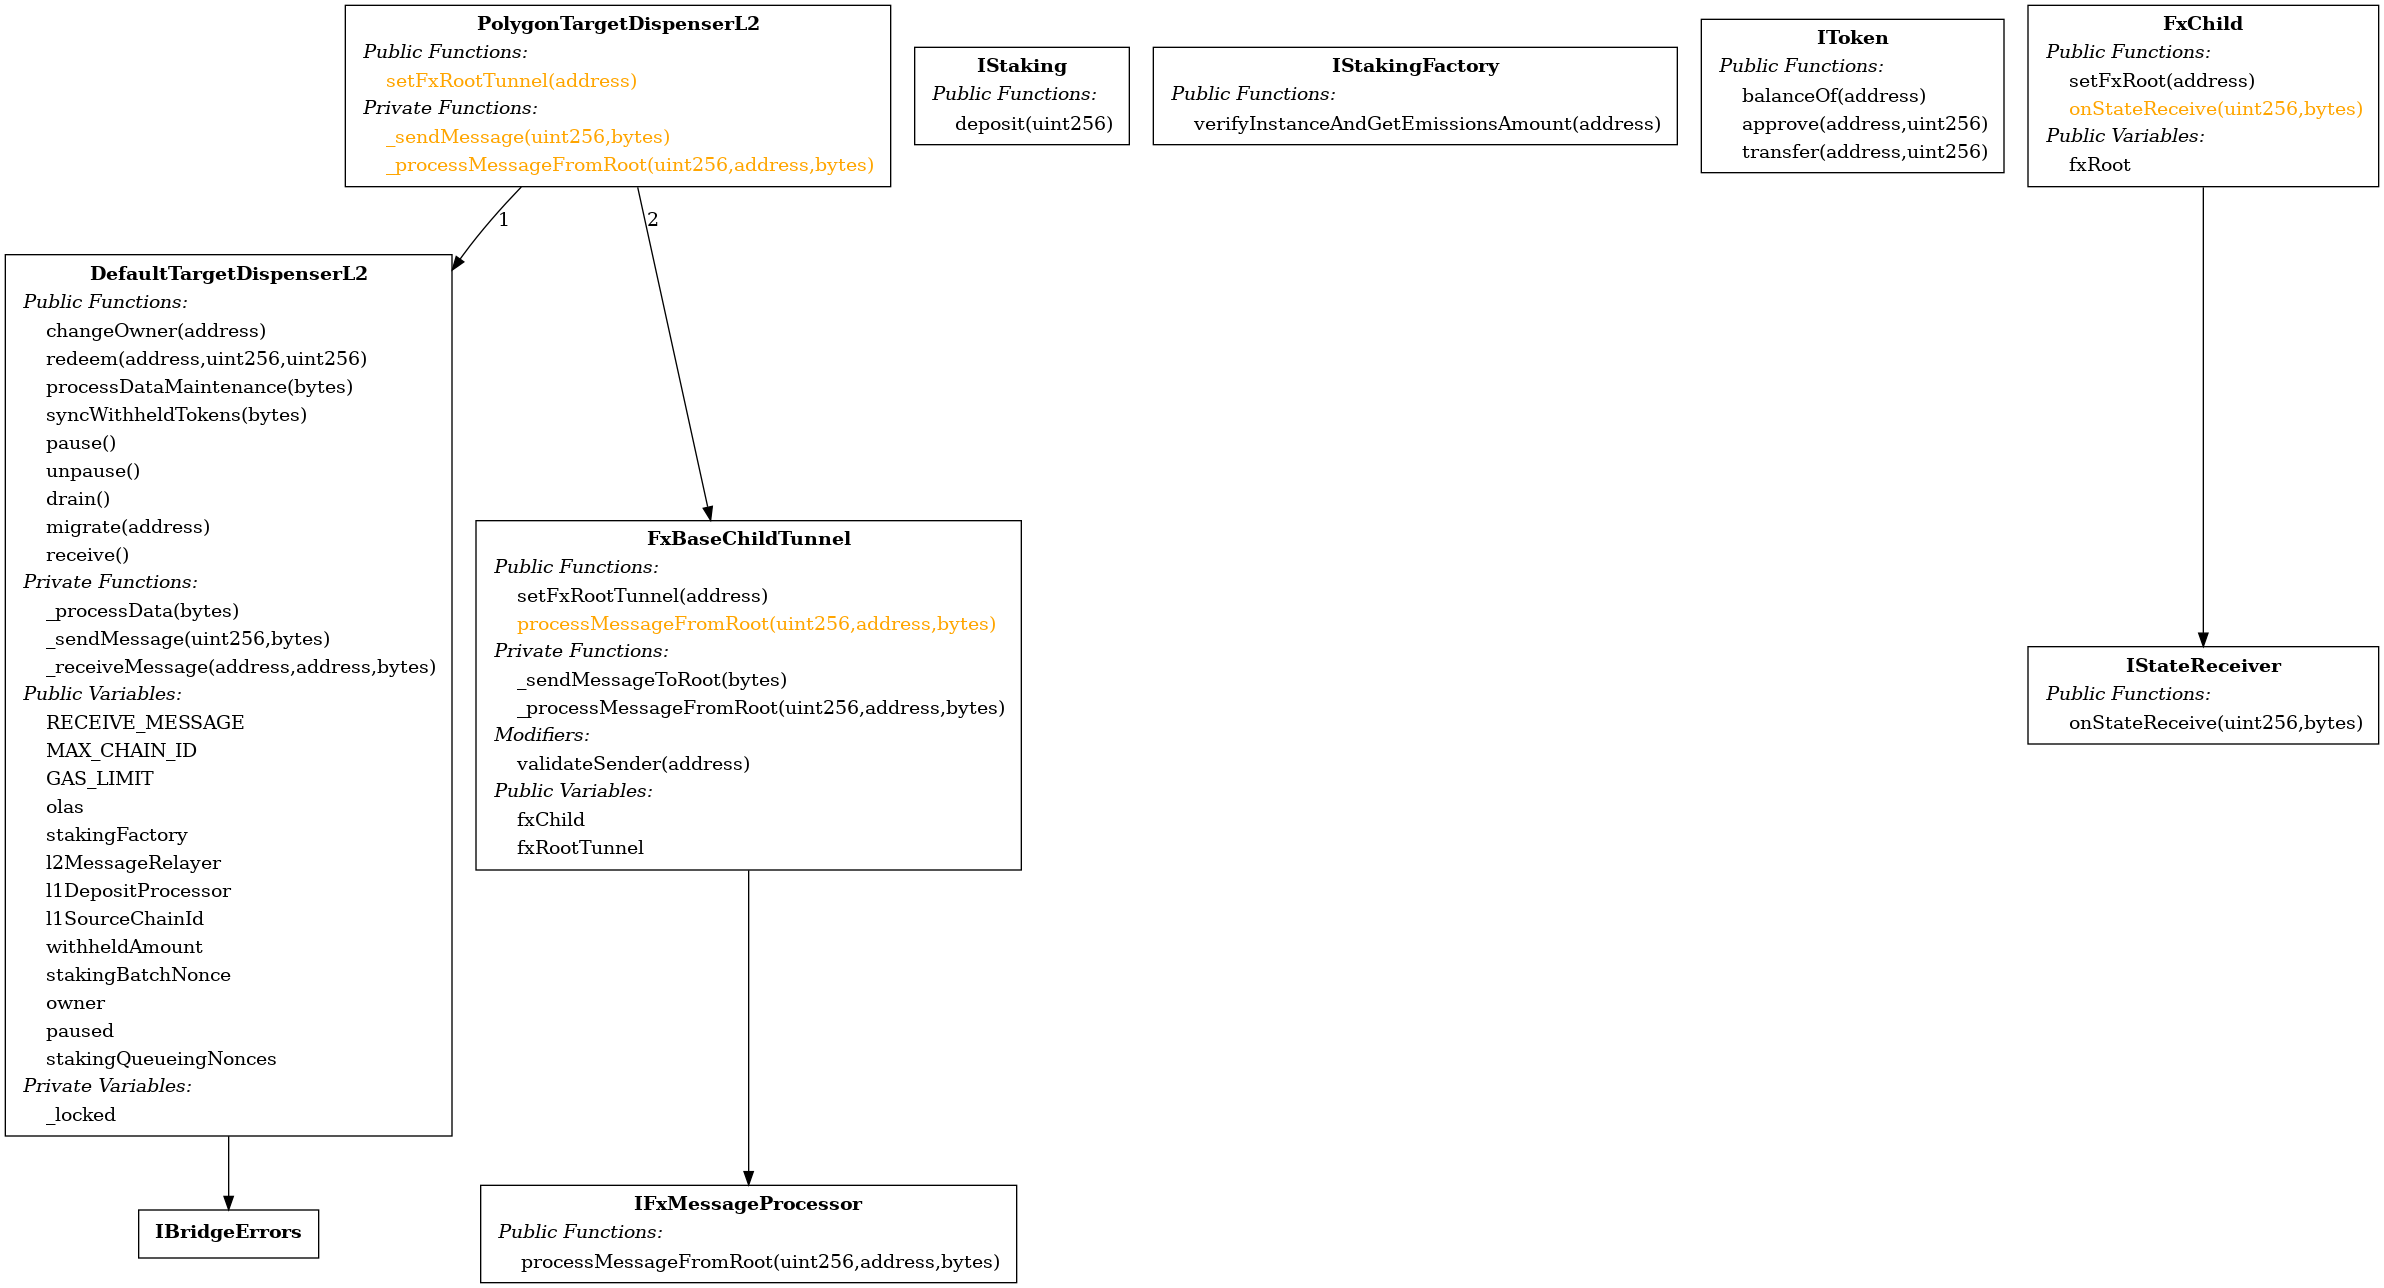 PolygonTargetDispenserL2
Public Functions:
setFxRootTunnel(address)
Private Functions:
_sendMessage(uint256,bytes)
_processMessageFromRoot(uint256,address,bytes)
IStaking
Public Functions:
deposit(uint256)
IStakingFactory
Public Functions:
verifyInstanceAndGetEmissionsAmount(address)
IToken
Public Functions:
balanceOf(address)
approve(address,uint256)
transfer(address,uint256)
FxChild
Public Functions:
setFxRoot(address)
onStateReceive(uint256,bytes)
Public Variables:
fxRoot
1
2
DefaultTargetDispenserL2
Public Functions:
changeOwner(address)
redeem(address,uint256,uint256)
processDataMaintenance(bytes)
syncWithheldTokens(bytes)
pause()
unpause()
drain()
migrate(address)
receive()
Private Functions:
_processData(bytes)
_sendMessage(uint256,bytes)
_receiveMessage(address,address,bytes)
Public Variables:
RECEIVE_MESSAGE
MAX_CHAIN_ID
GAS_LIMIT
olas
stakingFactory
l2MessageRelayer
l1DepositProcessor
l1SourceChainId
withheldAmount
stakingBatchNonce
owner
paused
stakingQueueingNonces
Private Variables:
_locked
FxBaseChildTunnel
Public Functions:
setFxRootTunnel(address)
processMessageFromRoot(uint256,address,bytes)
Private Functions:
_sendMessageToRoot(bytes)
_processMessageFromRoot(uint256,address,bytes)
Modifiers:
validateSender(address)
Public Variables:
fxChild
fxRootTunnel
IStateReceiver
Public Functions:
onStateReceive(uint256,bytes)
IBridgeErrors
IFxMessageProcessor
Public Functions:
processMessageFromRoot(uint256,address,bytes)